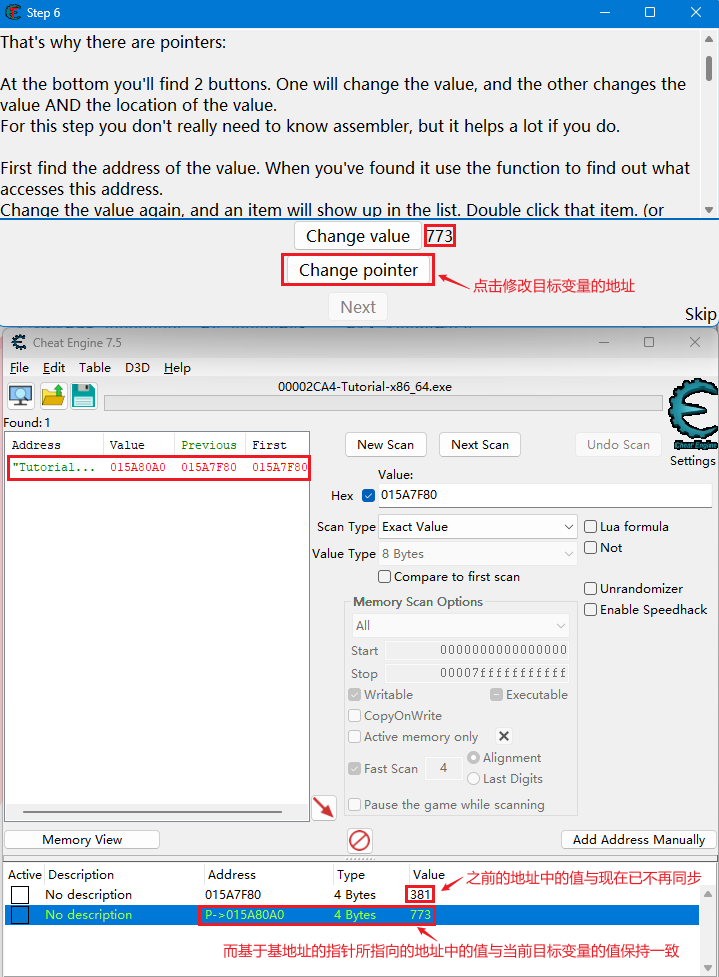 Step 6
That's why there are pointers:
At the bottom you'll find 2 buttons. One will change the value, and the other changes the
value AND the location of the value.
For this step you don't really need to know assembler, but it helps a lot if you do.
First find the address of the value. When you've found it use the function to find out what
accesses this address.
Change the value again, and an item will show up in the list. Double click that item. (or
Change value 773
Change pointer
点击修改目标变量的地址
Next
Skip
Cheat Engine 7.5
File Edit Table D3D Help
00002CA4-Tutorial-x86_64.exe
Found: 1
Address Value Previous First
"Tutorial... 015A80A0 015A7F80 015A7F80
New Scan Next Scan Undo Scan
Cheat Engine
Settings
Value:
Hex 015A7F80
Scan Type Exact Value Lua formula
Not
Value Type 8 Bytes
Compare to first scan
Unrandomizer
Enable Speedhack
Memory Scan Options
All
Start 0000000000000000
Stop 00007fffffffffff
Writable Executable
CopyOnWrite
Active memory only
Fast Scan 4 Alignment
Last Digits
Pause the game while scanning
Memory View Add Address Manually
Active Description Address Type Value
No description 015A7F80 4 Bytes 381
之前的地址中的值与现在已不再同步
No description P->015A80A0 4 Bytes 773
而基于基地址的指针所指向的地址中的值与当前目标变量的值保持一致